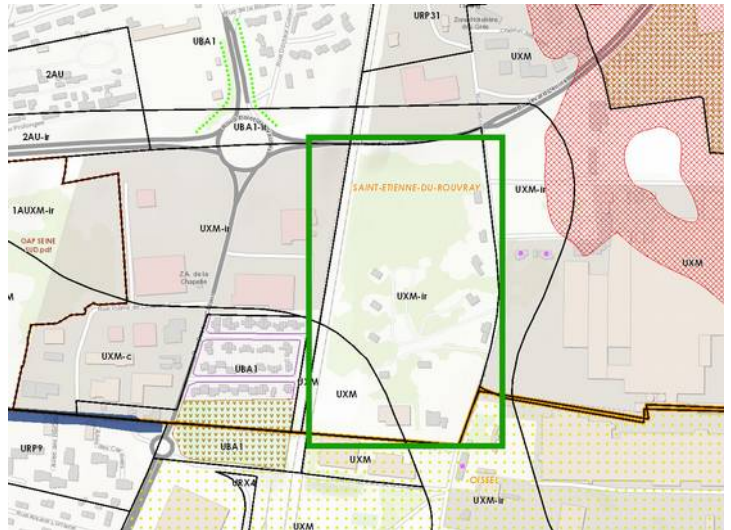 UBA1
URP31
UXM
2AU
UBA1-ir
2AU-ir
SAINT-ETIENNE-DU-ROUVRAY
UXM-ir
1AUXM-ir
UXM-ir
OAP SEINE
SUD.pdf
UXM
Z.A. de la
Chapelle
UXM-ir
UXM-c
UBA1
UXM
UXM
URP9
UBA1
UXM
URX4
OISSEL
UXM-ir
UXM